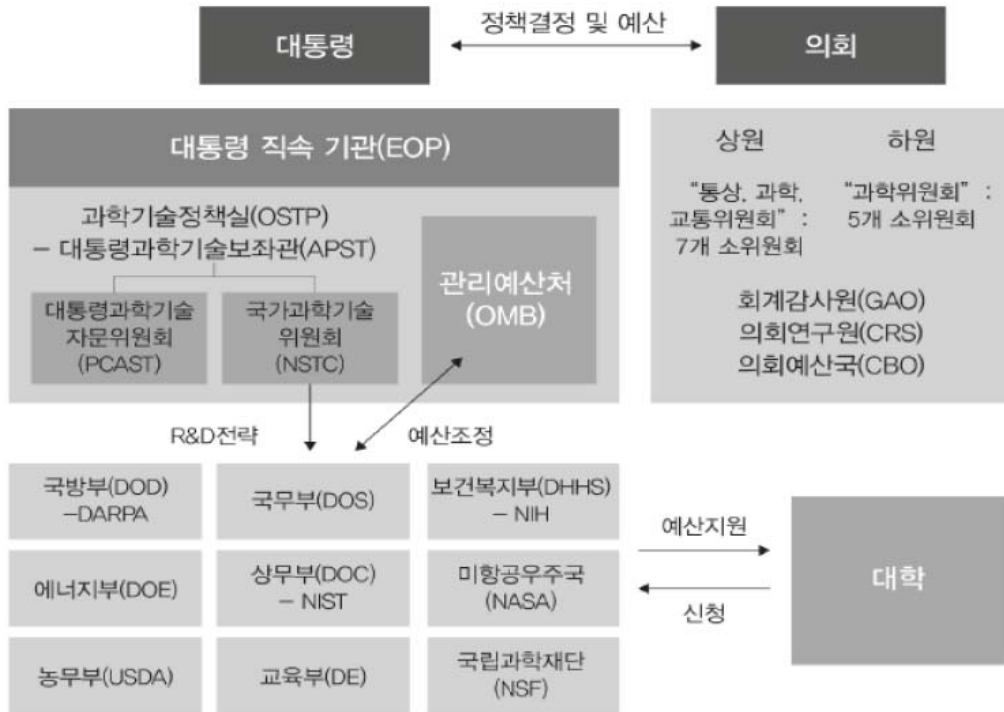 대통령
정책결정 및 예산
의회
대통령 직속 기관(EOP)
과학기술정책실(OSTP)
– 대통령과학기술보좌관(APST)
대통령과학기술
자문위원회
(PCAST)
국가과학기술
위원회
(NSTC)
관리예산처
(OMB)
상원
하원
“통상, 과학,
교통위원회” :
7개 소위원회
“과학위원회” :
5개 소위원회
회계감사원(GAO)
의회연구원(CRS)
의회예산국(CBO)
R&D전략
예산조정
국방부(DOD)
–DARPA
국무부(DOS)
보건복지부(DHHS)
– NIH
에너지부(DOE)
상무부(DOC)
– NIST
미항공우주국
(NASA)
농무부(USDA)
교육부(DE)
국립과학재단
(NSF)
예산지원
신청
대학